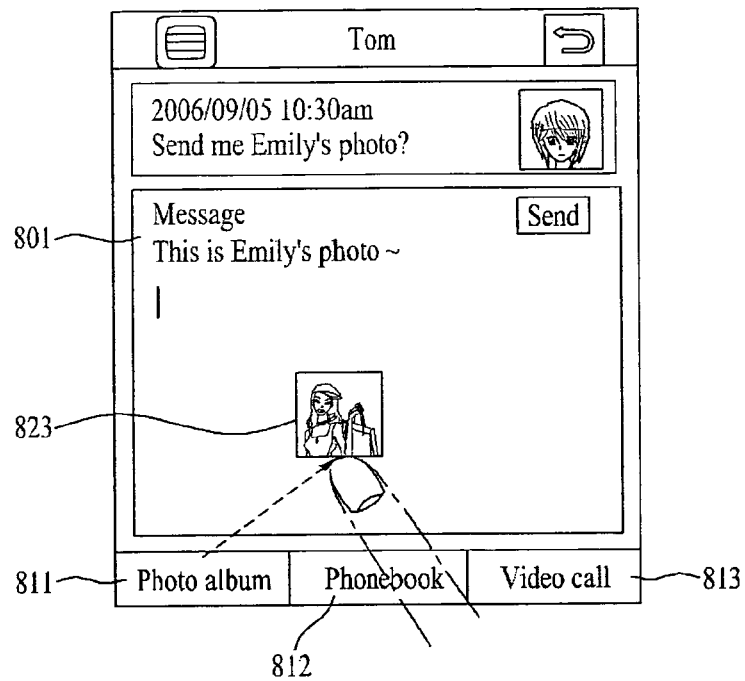 Tom
2006/09/05 10:30am
Send me Emily's photo?
Message
Send
801
This is Emily's photo ~
823
811
Photo album
Phonebook
Video call
813
812